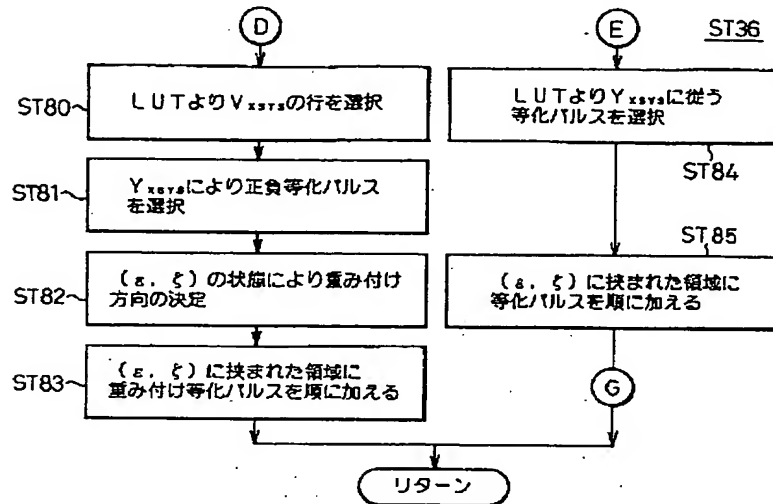 D
E
ST36
ST80
LUTよりVxsysの行を選択
LUTよりYxsysに従う
等化パルスを選択
ST84
ST81
Yxsysにより正負等化パルス
を選択
ST85
ST82
(ε,ζ)の状態により重み付け
方向の決定
(ε,ζ)に挟まれた領域に
等化パルスを順に加える
ST83
(ε,ζ)に挟まれた領域に
重み付け等化パルスを順に加える
G
リターン